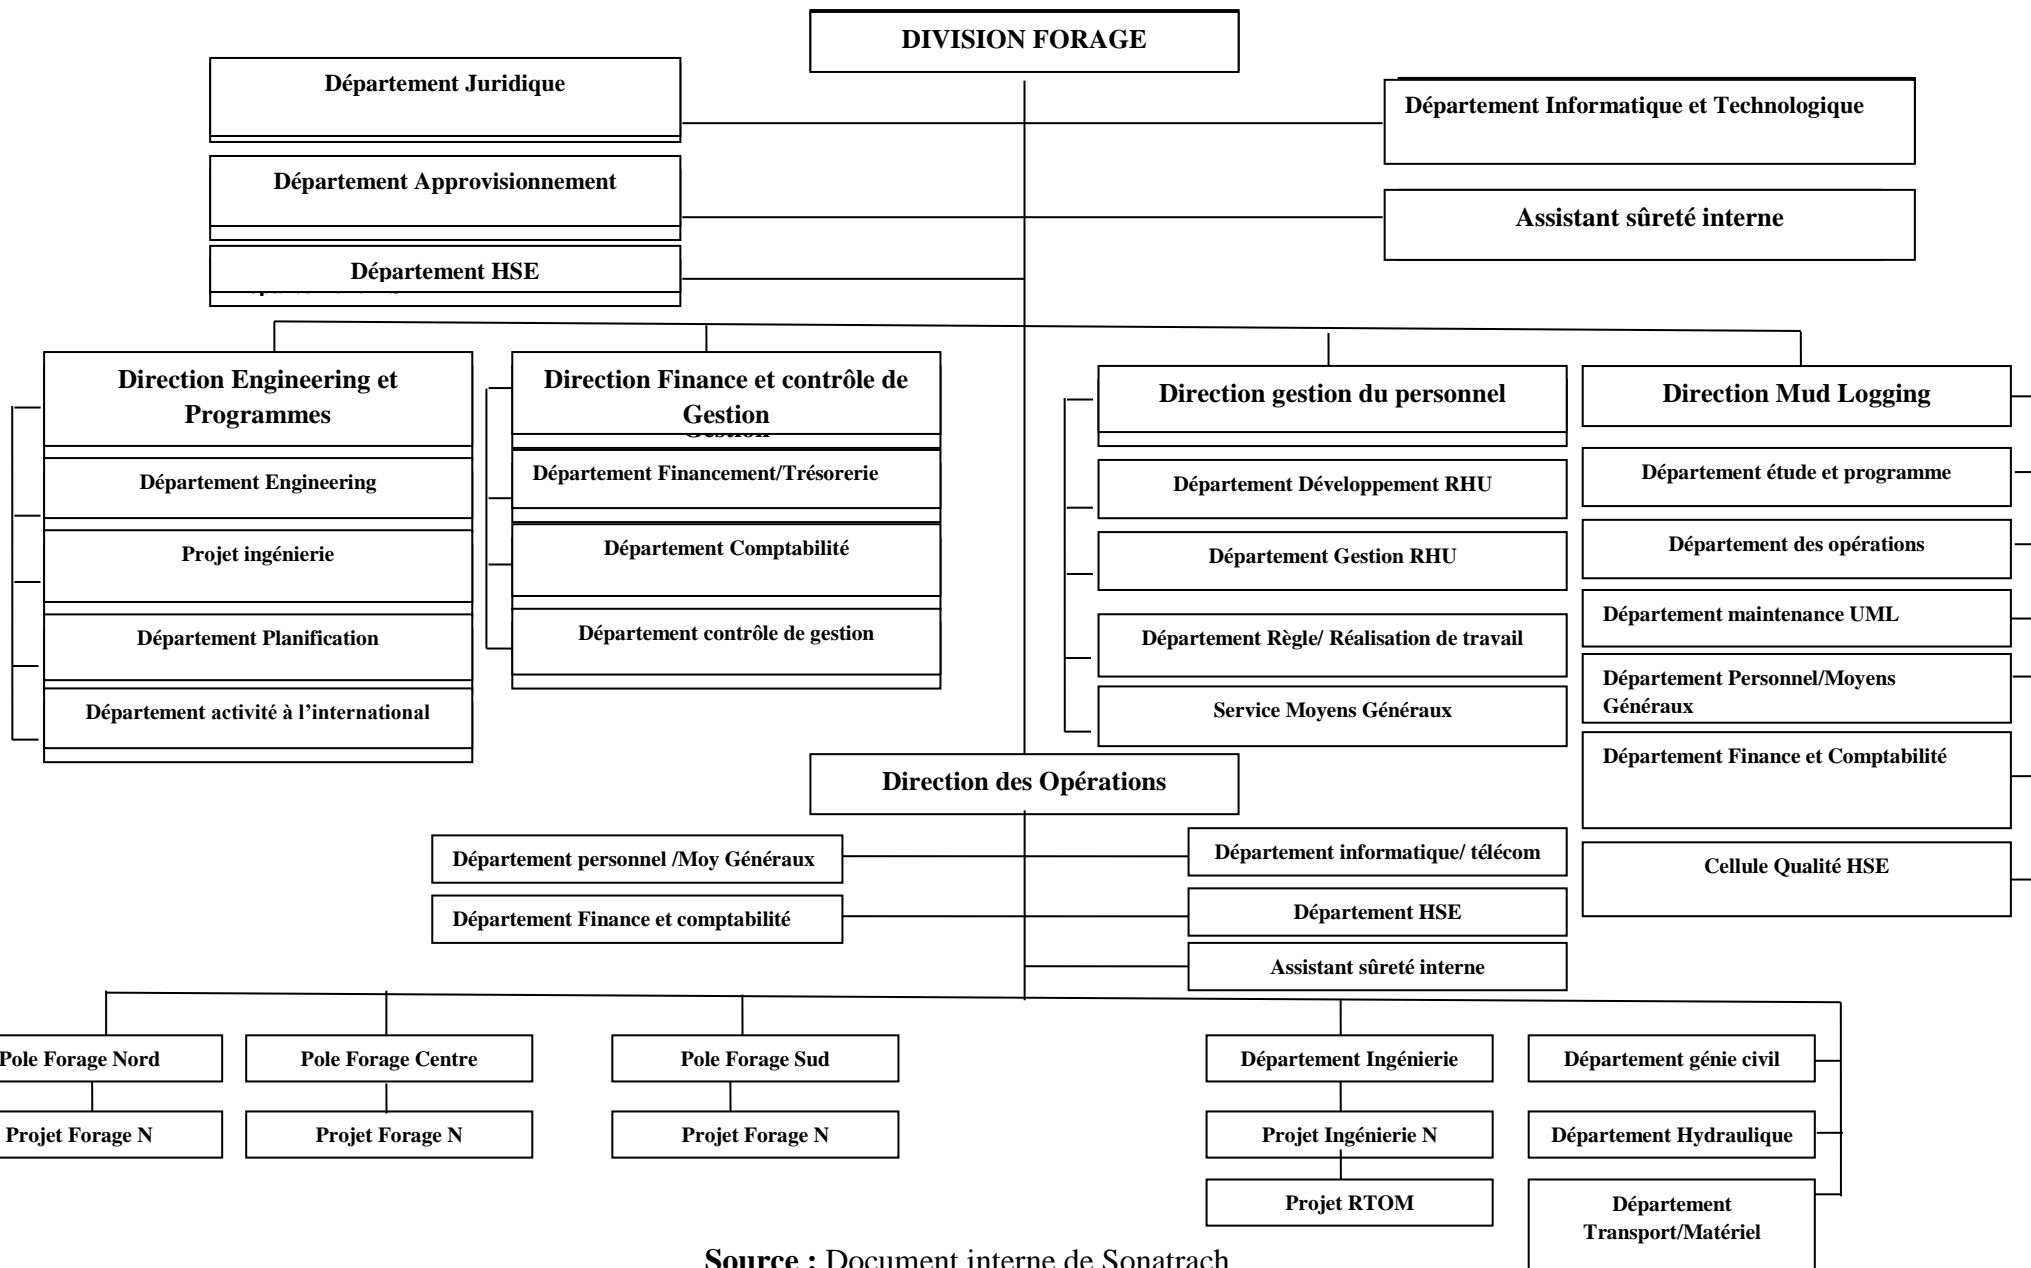 DIVISION FORAGE
Département Juridique
Département Informatique et Technologique
Département Approvisionnement
Assistant sûreté interne
Département HSE
Direction Engineering et
Programmes
Département Engineering
Projet ingénierie
Département Planification
Département activité à l’international
Direction Finance et contrôle de
Gestion
Département Financement/Trésorerie
Département Comptabilité
Département contrôle de gestion
Direction gestion du personnel
Département Développement RHU
Département Gestion RHU
Département Règle/ Réalisation de travail
Service Moyens Généraux
Direction Mud Logging
Département étude et programme
Département des opérations
Département maintenance UML
Département Personnel/Moyens
Généraux
Département Finance et Comptabilité
Cellule Qualité HSE
Direction des Opérations
Département personnel /Moy Généraux
Département informatique/ télécom
Département Finance et comptabilité
Département HSE
Assistant sûreté interne
Pole Forage Nord
Projet Forage N
Pole Forage Centre
Projet Forage N
Pole Forage Sud
Projet Forage N
Département Ingénierie
Projet Ingénierie N
Projet RTOM
Département génie civil
Département Hydraulique
Département
Transport/Matériel
Source : Document interne de Sonatrach